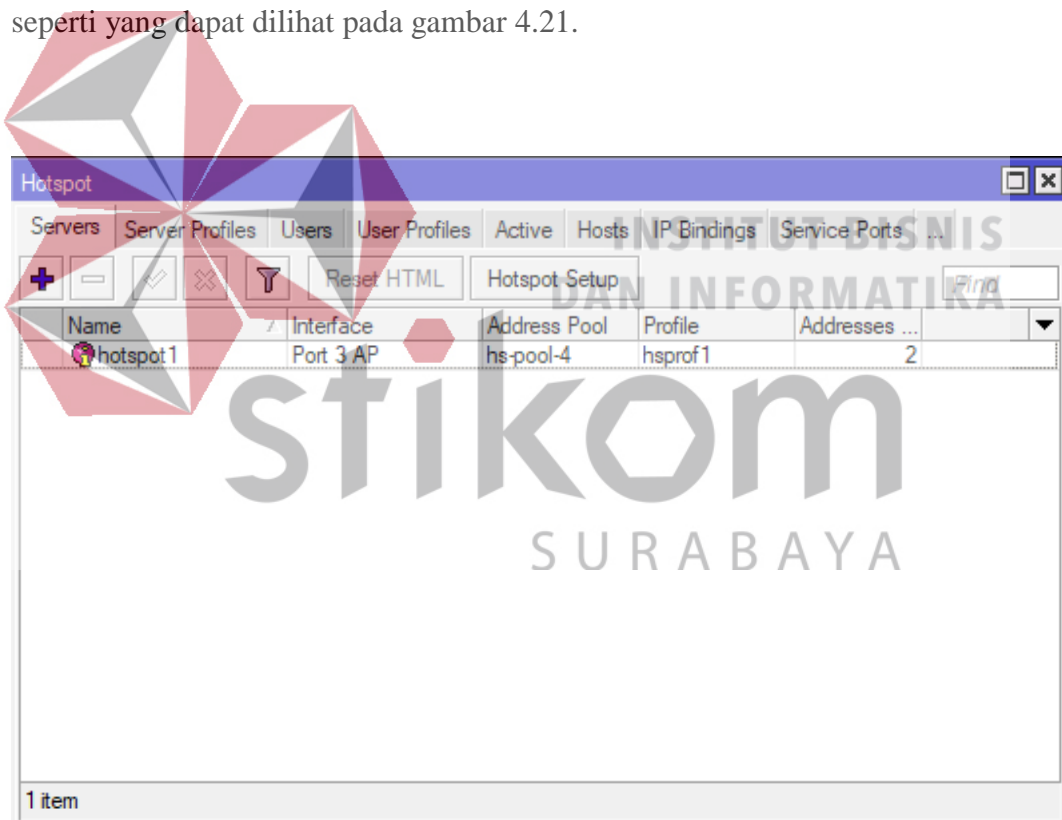 seperti yang dapat dilihat pada gambar 4.21.
Hotspot
Servers Server Profiles Users User Profiles Active Hosts IP Bindings Service Ports ...
Reset HTML Hotspot Setup Find
Name Interface Address Pool Profile Addresses ...
hotspot1 Port 3 AP hs-pool-4 hsprof1 2
INSTITUT BISNIS
DAN INFORMATIKA
stikom
SURABAYA
1 item